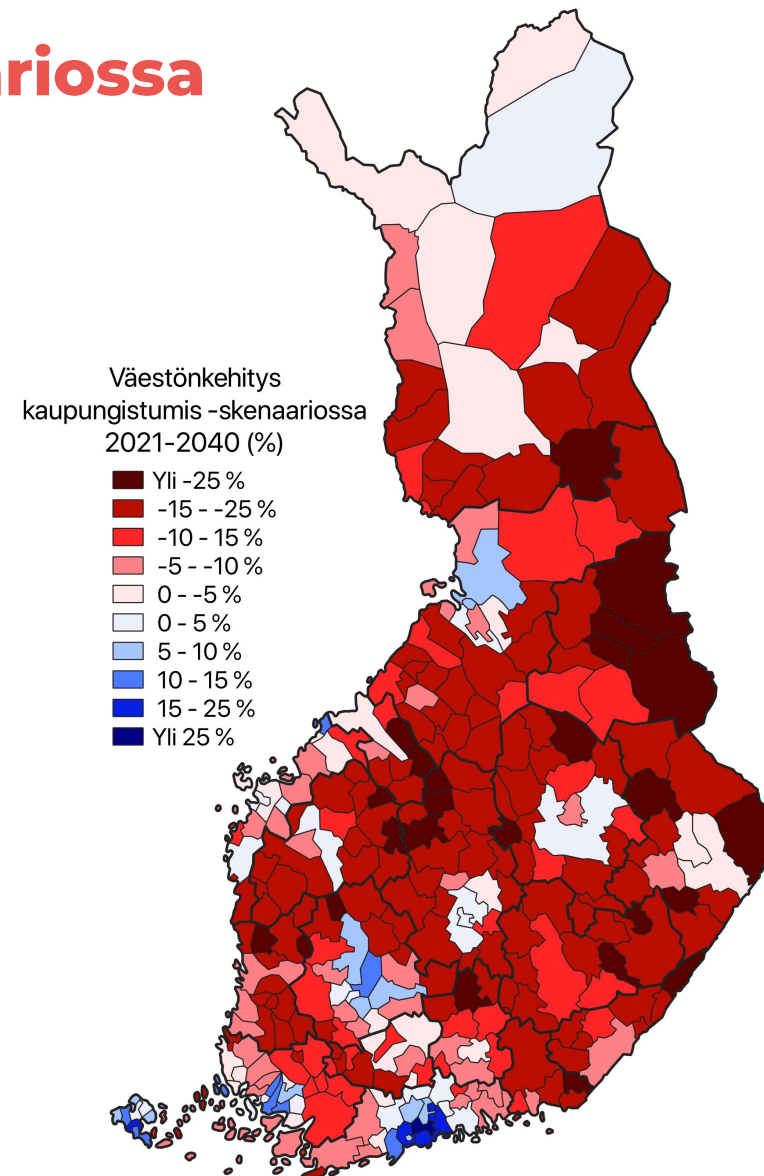 riossa
Väestönkehitys
kaupungistumis -skenaariossa
2021-2040 (%)
Yli -25 %
-15 - -25 %
-10 - 15 %
-5 - -10 %
0 - -5 %
0 - 5 %
5 - 10 %
10 - 15 %
15 - 25 %
Yli 25 %